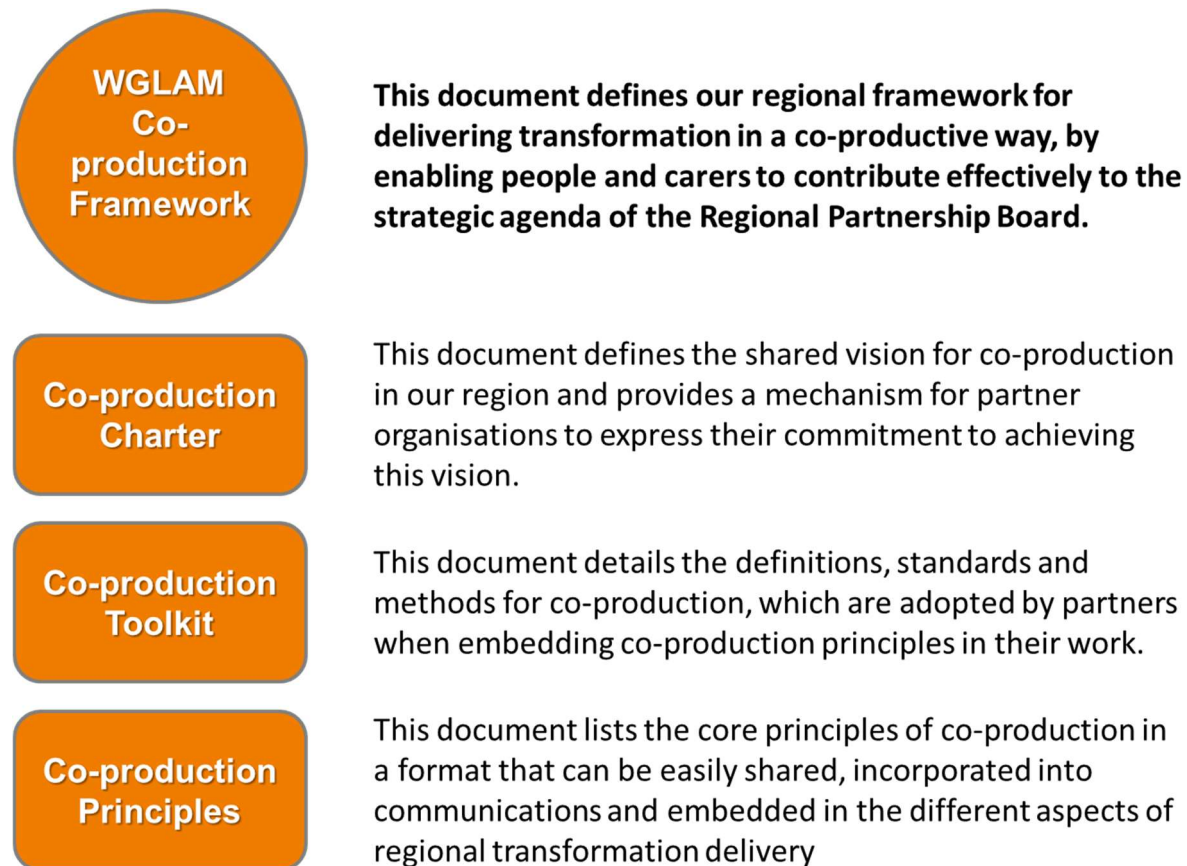 WGLAM
Co-
production
Framework
This document defines our regional framework for
delivering transformation in a co-productive way, by
enabling people and carers to contribute effectively to the
strategic agenda of the Regional Partnership Board.
Co-production
Charter
This document defines the shared vision for co-production
in our region and provides a mechanism for partner
organisations to express their commitment to achieving
this vision.
Co-production
Toolkit
This document details the definitions, standards and
methods for co-production, which are adopted by partners
when embedding co-production principles in their work.
Co-production
Principles
This document lists the core principles of co-production in
a format that can be easily shared, incorporated into
communications and embedded in the different aspects of
regional transformation delivery